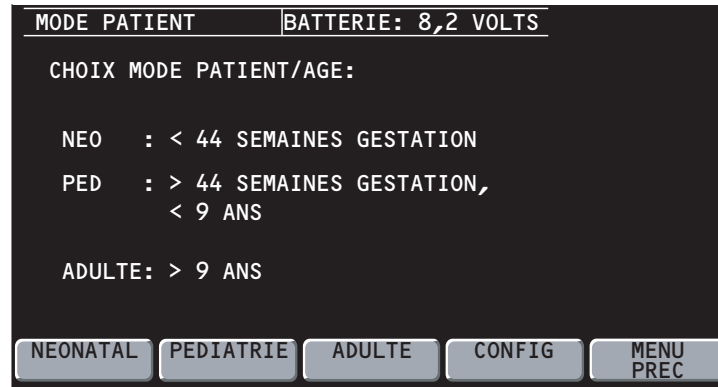 MODE PATIENT BATTERIE: 8,2 VOLTS
CHOIX MODE PATIENT/AGE:
NEO : < 44 SEMAINES GESTATION
PED : > 44 SEMAINES GESTATION,
< 9 ANS
ADULTE: > 9 ANS
NEONATAL PEDIATRIE ADULTE CONFIG MENU
PREC